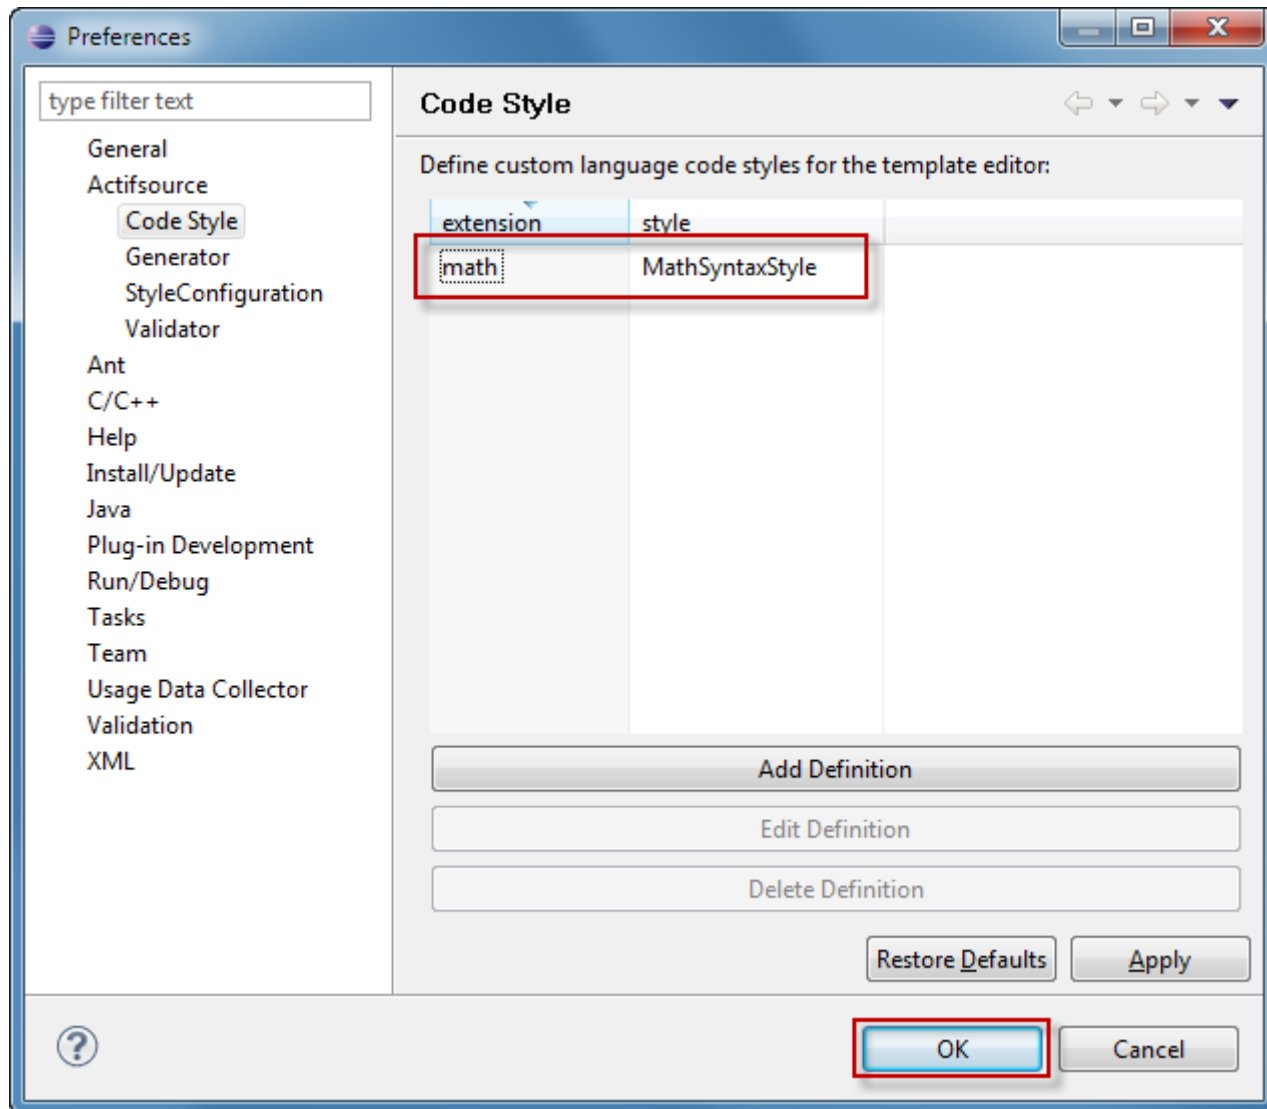 Preferences
type filter text
General
Actifsource
Code Style
Generator
StyleConfiguration
Validator
Ant
C/C++
Help
Install/Update
Java
Plug-in Development
Run/Debug
Tasks
Team
Usage Data Collector
Validation
XML
Code Style
Define custom language code styles for the template editor:
extension style
math MathSyntaxStyle
Add Definition
Edit Definition
Delete Definition
Restore Defaults Apply
? OK Cancel